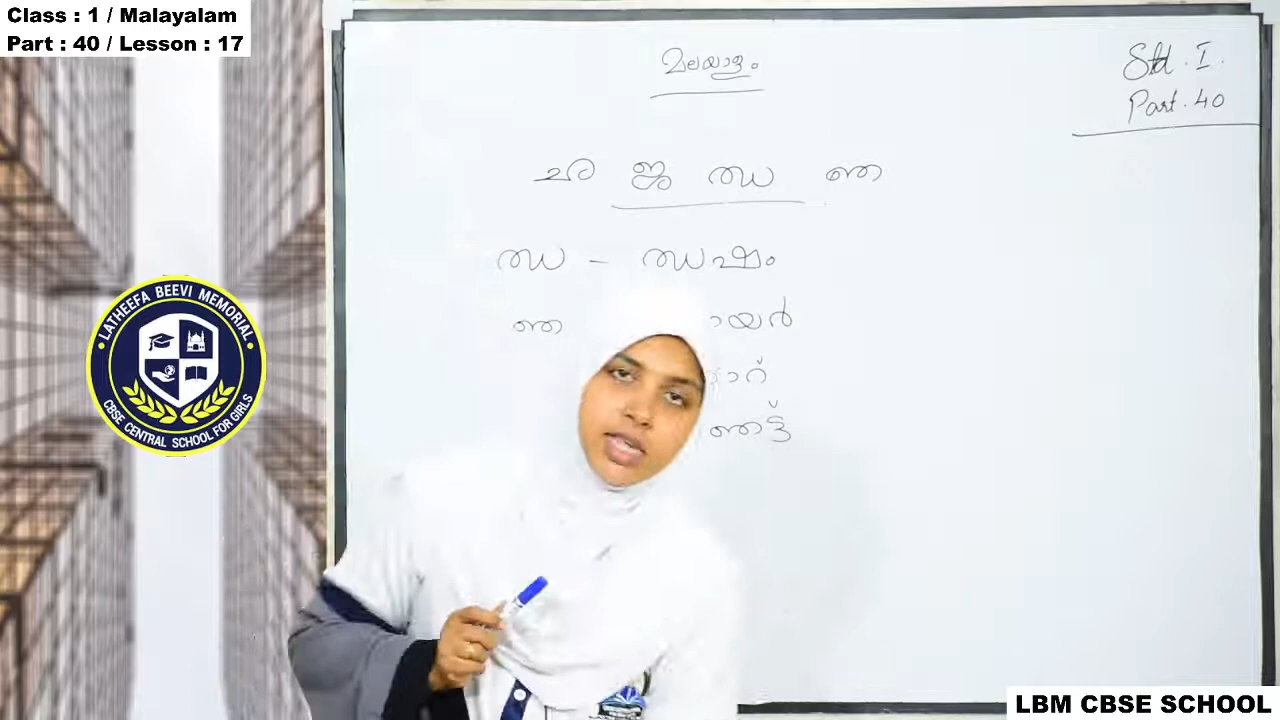 Class : 1 / Malayalam
Part : 40 / Lesson : 17
മലയാളം
Std. I.
Part. 40
ഛ ജ ഝ ഞ
ഝ - ഝഷം
ഞ
LATHEEFA BEEVI MEMORIAL
CBSE CENTRAL SCHOOL FOR GIRLS
LBM CBSE SCHOOL